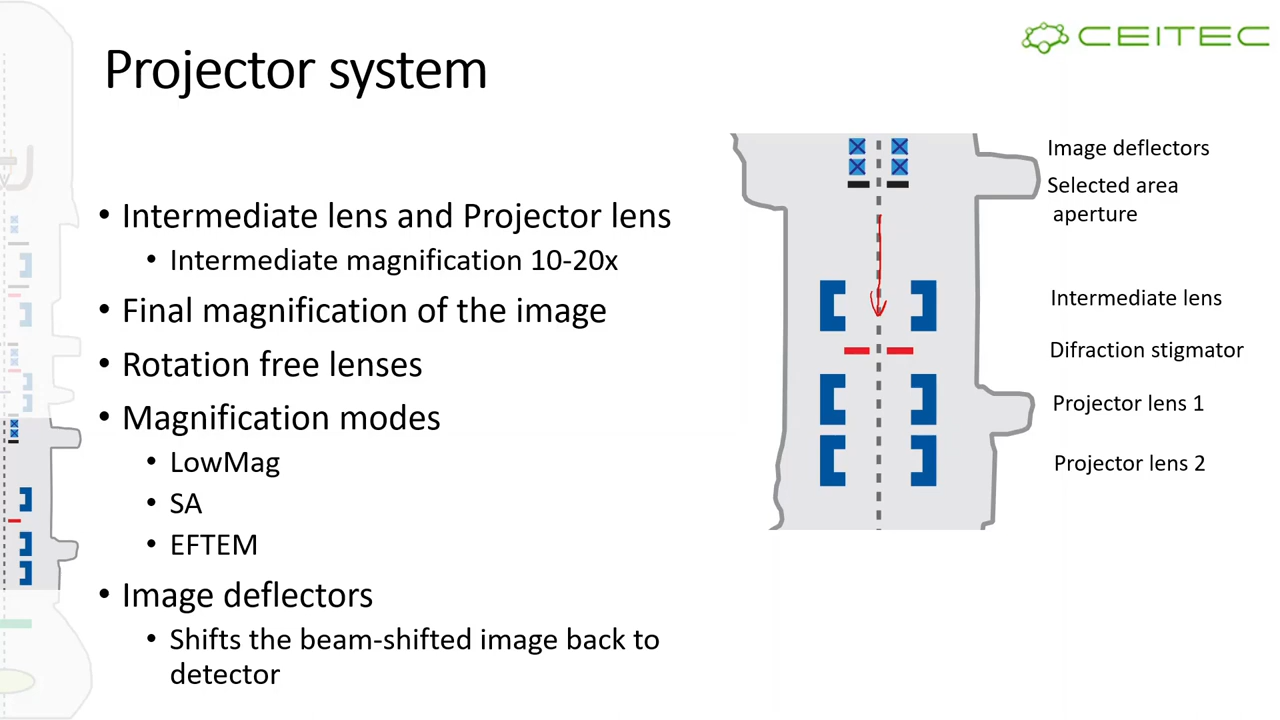 CEITEC
Projector system
• Intermediate lens and Projector lens
• Intermediate magnification 10-20x
• Final magnification of the image
• Rotation free lenses
• Magnification modes
• LowMag
• SA
• EFTEM
• Image deflectors
• Shifts the beam-shifted image back to
detector
Image deflectors
Selected area
aperture
Intermediate lens
Difraction stigmator
Projector lens 1
Projector lens 2